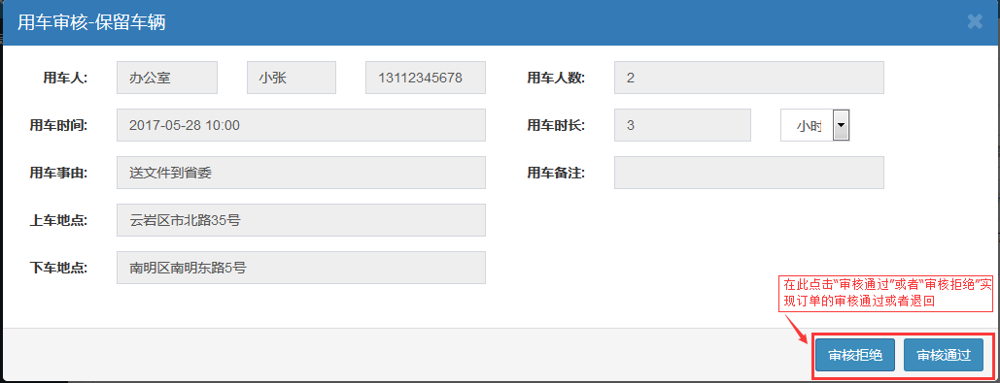 用车审核-保留车辆 ×
用车人: 办公室 小张 13112345678 用车人数: 2
用车时间: 2017-05-28 10:00 用车时长: 3 小时
用车事由: 送文件到省委 用车备注:
上车地点: 云岩区市北路35号
下车地点: 南明区南明东路5号
在此点击“审核通过”或者“审核拒绝”实
现订单的审核通过或者退回
审核拒绝 审核通过